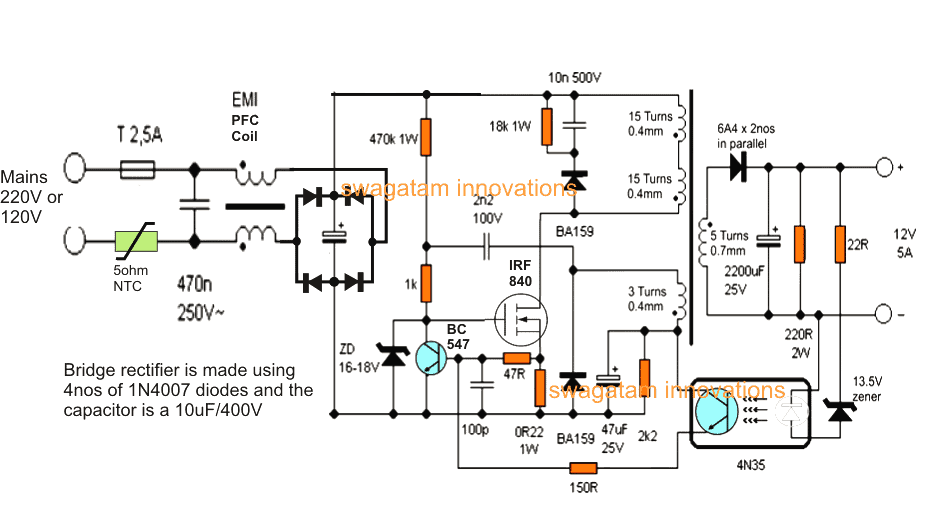 swagatam innovations
10n 500V
EMI
PFC
Coil
T 2,5A
470k 1W
18k 1W
15 Turns
0.4mm
6A4 x 2nos
in parallel
+
Mains
220V or
120V
swagatam innovations
15 Turns
0.4mm
2n2
100V
BA159
5 Turns
0.7mm
22R
12V
5A
5ohm
NTC
470n
250V~
1k
IRF
840
3 Turns
0.4mm
2200uF
25V
-
ZD
16-18V
BC
547
47R
220R
2W
Bridge rectifier is made using
4nos of 1N4007 diodes and the
capacitor is a 10uF/400V
swagatam innovations
13.5V
zener
100p
0R22
1W
BA159
47uF
25V
2k2
4N35
150R